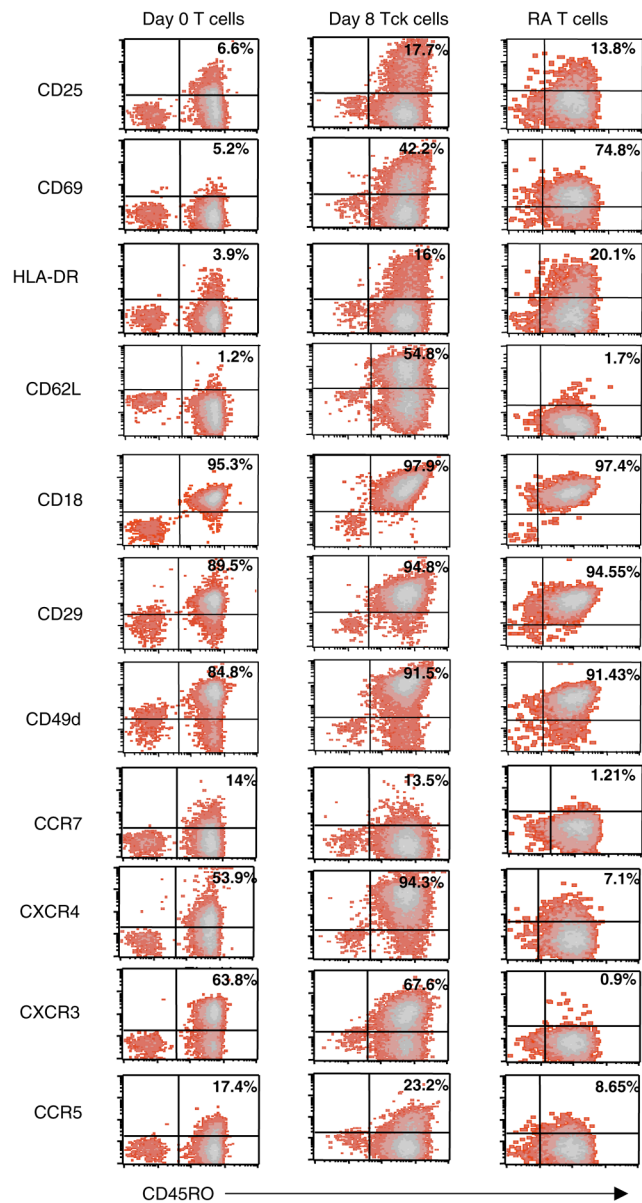 Day 0 T cells Day 8 Tck cells RA T cells
CD25 6.6% 17.7% 13.8%
CD69 5.2% 42.2% 74.8%
HLA-DR 3.9% 16% 20.1%
CD62L 1.2% 54.8% 1.7%
CD18 95.3% 97.9% 97.4%
CD29 89.5% 94.8% 94.55%
CD49d 84.8% 91.5% 91.43%
CCR7 14% 13.5% 1.21%
CXCR4 53.9% 94.3% 7.1%
CXCR3 63.8% 67.6% 0.9%
CCR5 17.4% 23.2% 8.65%
CD45RO